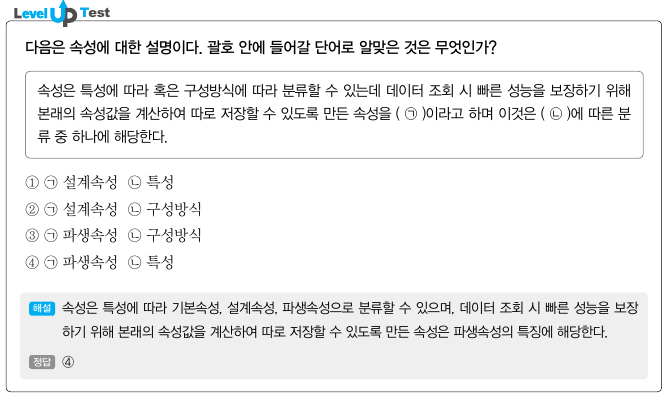 Level Up Test
다음은 속성에 대한 설명이다. 괄호 안에 들어갈 단어로 알맞은 것은 무엇인가?
속성은 특성에 따라 혹은 구성방식에 따라 분류할 수 있는데 데이터 조회 시 빠른 성능을 보장하기 위해
본래의 속성값을 계산하여 따로 저장할 수 있도록 만든 속성을 ( ㉠ )이라고 하며 이것은 ( ㉡ )에 따른 분
류 중 하나에 해당한다.
① ㉠ 설계속성 ㉡ 특성
② ㉠ 설계속성 ㉡ 구성방식
③ ㉠ 파생속성 ㉡ 구성방식
④ ㉠ 파생속성 ㉡ 특성
해설 속성은 특성에 따라 기본속성, 설계속성, 파생속성으로 분류할 수 있으며, 데이터 조회 시 빠른 성능을 보장
하기 위해 본래의 속성값을 계산하여 따로 저장할 수 있도록 만든 속성은 파생속성의 특징에 해당한다.
정답 ④